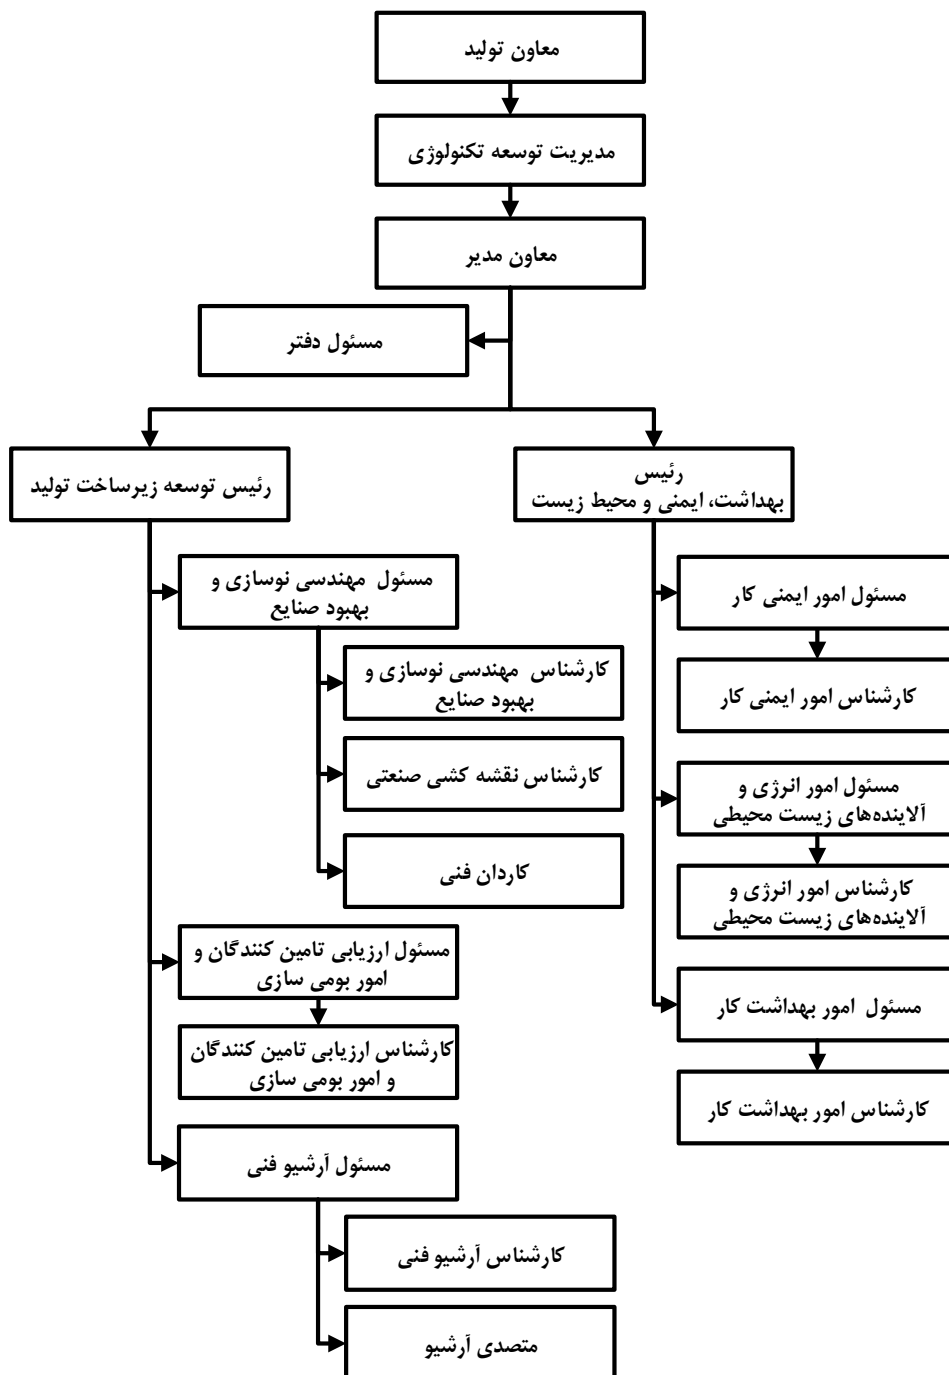 معاون تولید
مدیریت توسعه تکنولوژی
معاون مدیر
مسئول دفتر
رئیس
بهداشت، ایمنی و محیط زیست
مسئول امور ایمنی کار
کارشناس امور ایمنی کار
مسئول امور انرژی و
آلاینده‌های زیست محیطی
کارشناس امور انرژی و
آلاینده‌های زیست محیطی
مسئول امور بهداشت کار
کارشناس امور بهداشت کار
رئیس توسعه زیرساخت تولید
مسئول مهندسی نوسازی و
بهبود صنایع
کارشناس مهندسی نوسازی و
بهبود صنایع
کارشناس نقشه کشی صنعتی
کاردان فنی
مسئول ارزیابی تامین کنندگان و
امور بومی سازی
کارشناس ارزیابی تامین کنندگان
و امور بومی سازی
مسئول آرشیو فنی
کارشناس آرشیو فنی
متصدی آرشیو